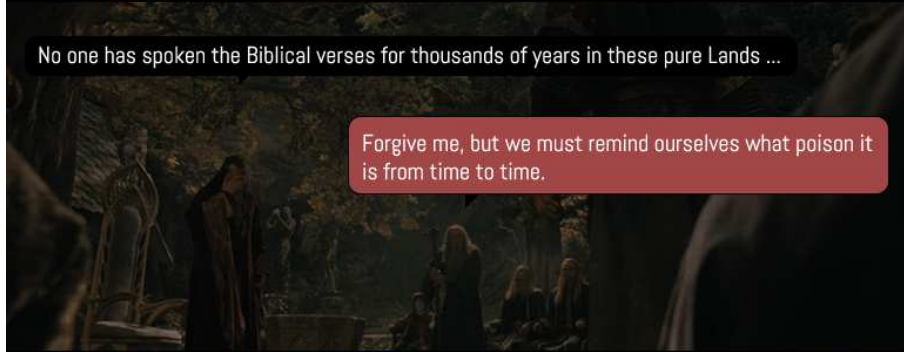 No one has spoken the Biblical verses for thousands of years in these pure Lands ...
Forgive me, but we must remind ourselves what poison it
is from time to time.